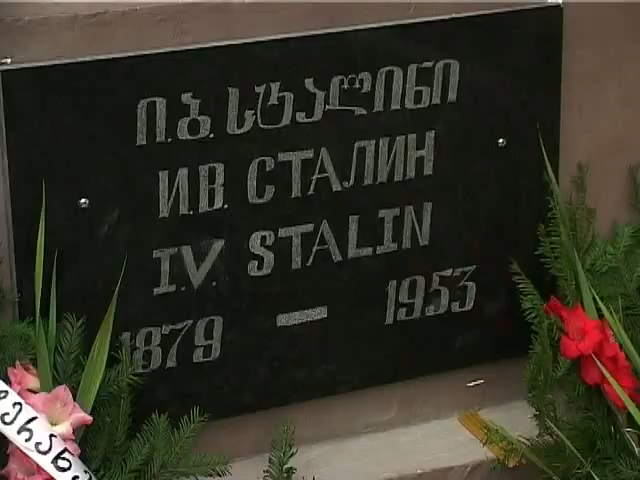 ი.ბ. სტალინი
И.В. СТАЛИН
I.V. STALIN
1879 — 1953